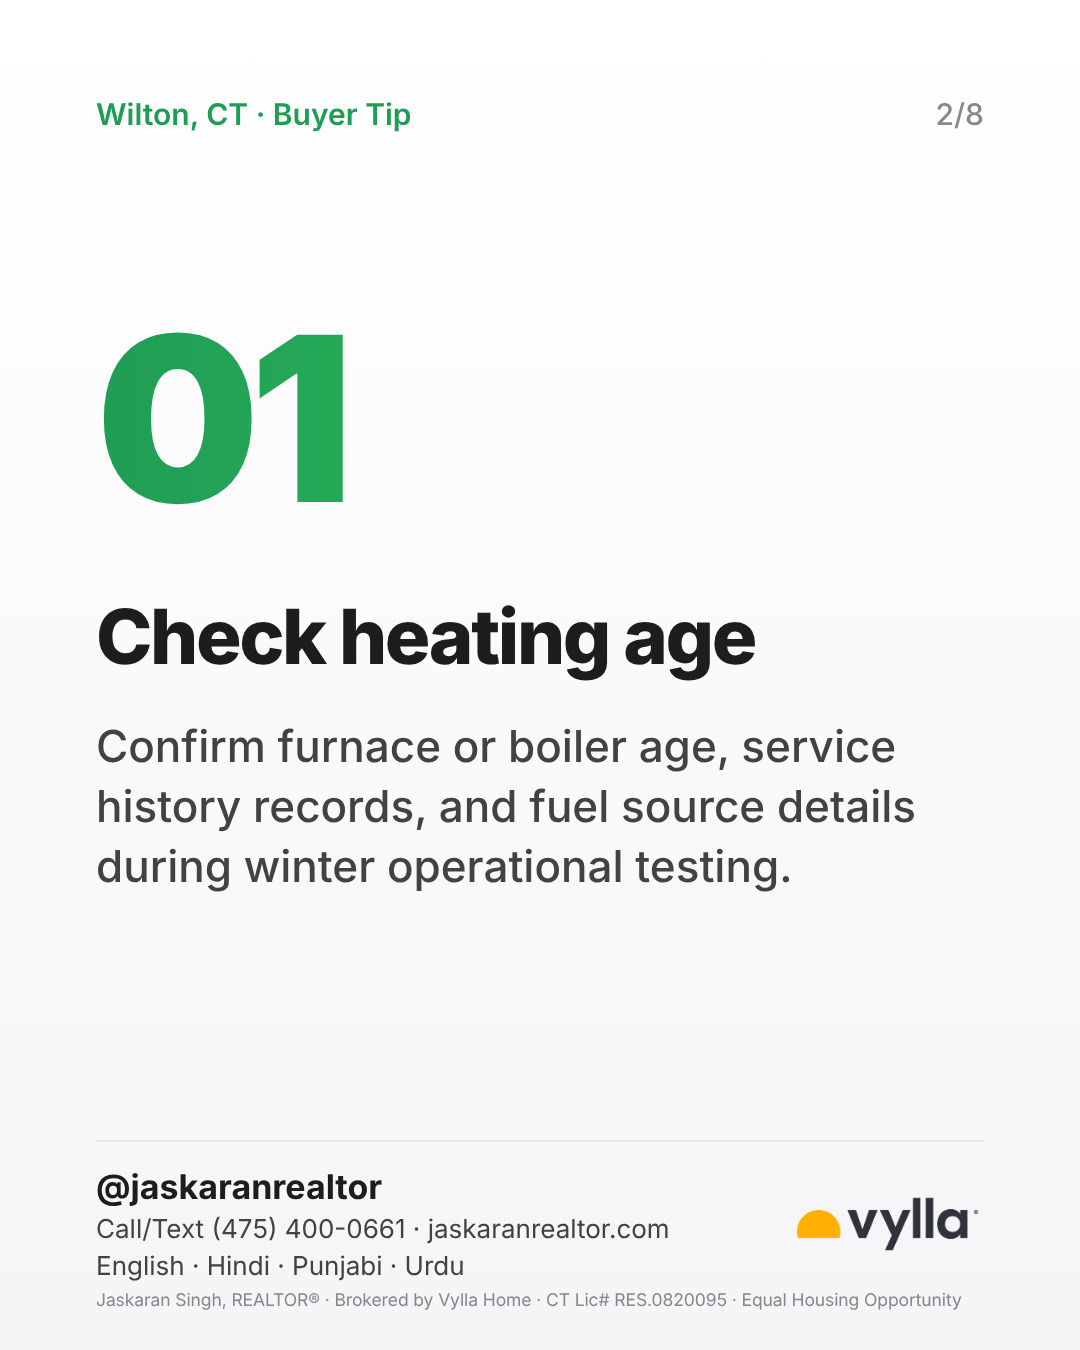 Wilton, CT · Buyer Tip
2/8
01
Check heating age
Confirm furnace or boiler age, service
history records, and fuel source details
during winter operational testing.
@jaskaranrealtor
Call/Text (475) 400-0661 · jaskaranrealtor.com
English · Hindi · Punjabi · Urdu
Jaskaran Singh, REALTOR® · Brokered by Vylla Home · CT Lic# RES.0820095 · Equal Housing Opportunity
vylla